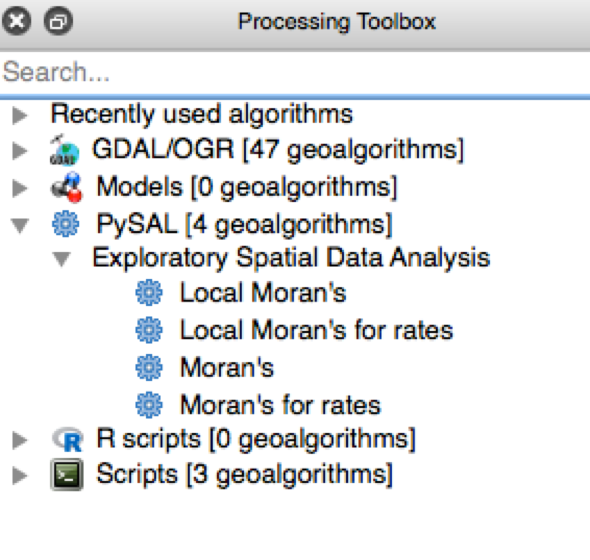 Processing Toolbox
Search...
Recently used algorithms
GDAL/OGR [47 geoalgorithms]
Models [0 geoalgorithms]
PySAL [4 geoalgorithms]
Exploratory Spatial Data Analysis
Local Moran's
Local Moran's for rates
Moran's
Moran's for rates
R scripts [0 geoalgorithms]
Scripts [3 geoalgorithms]